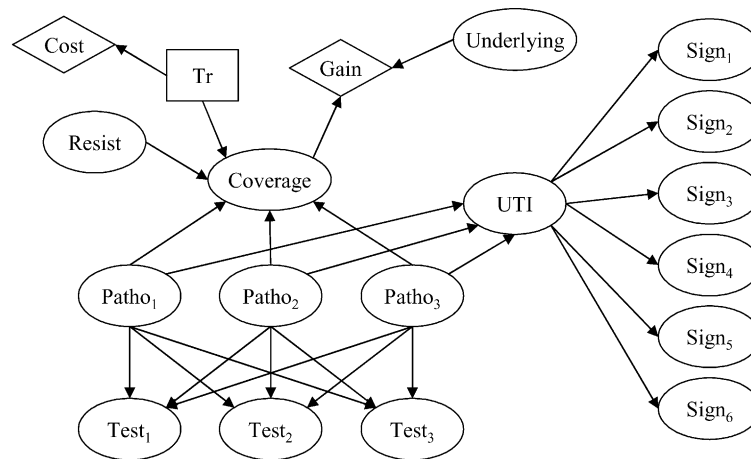 Cost
Tr
Gain
Underlying
Sign₁
Resist
Coverage
Sign₂
UTI
Sign₃
Sign₄
Patho₁
Patho₂
Patho₃
Sign₅
Sign₆
Test₁
Test₂
Test₃